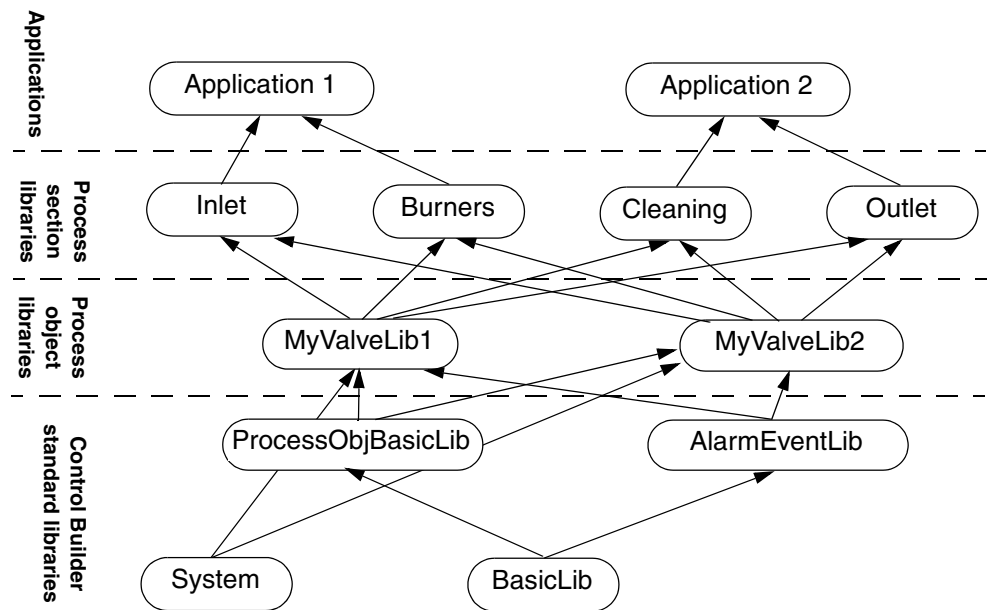 Applications
Application 1
Application 2
Process
section
libraries
Inlet
Burners
Cleaning
Outlet
Process
object
libraries
MyValveLib1
MyValveLib2
Control Builder
standard libraries
ProcessObjBasicLib
AlarmEventLib
System
BasicLib